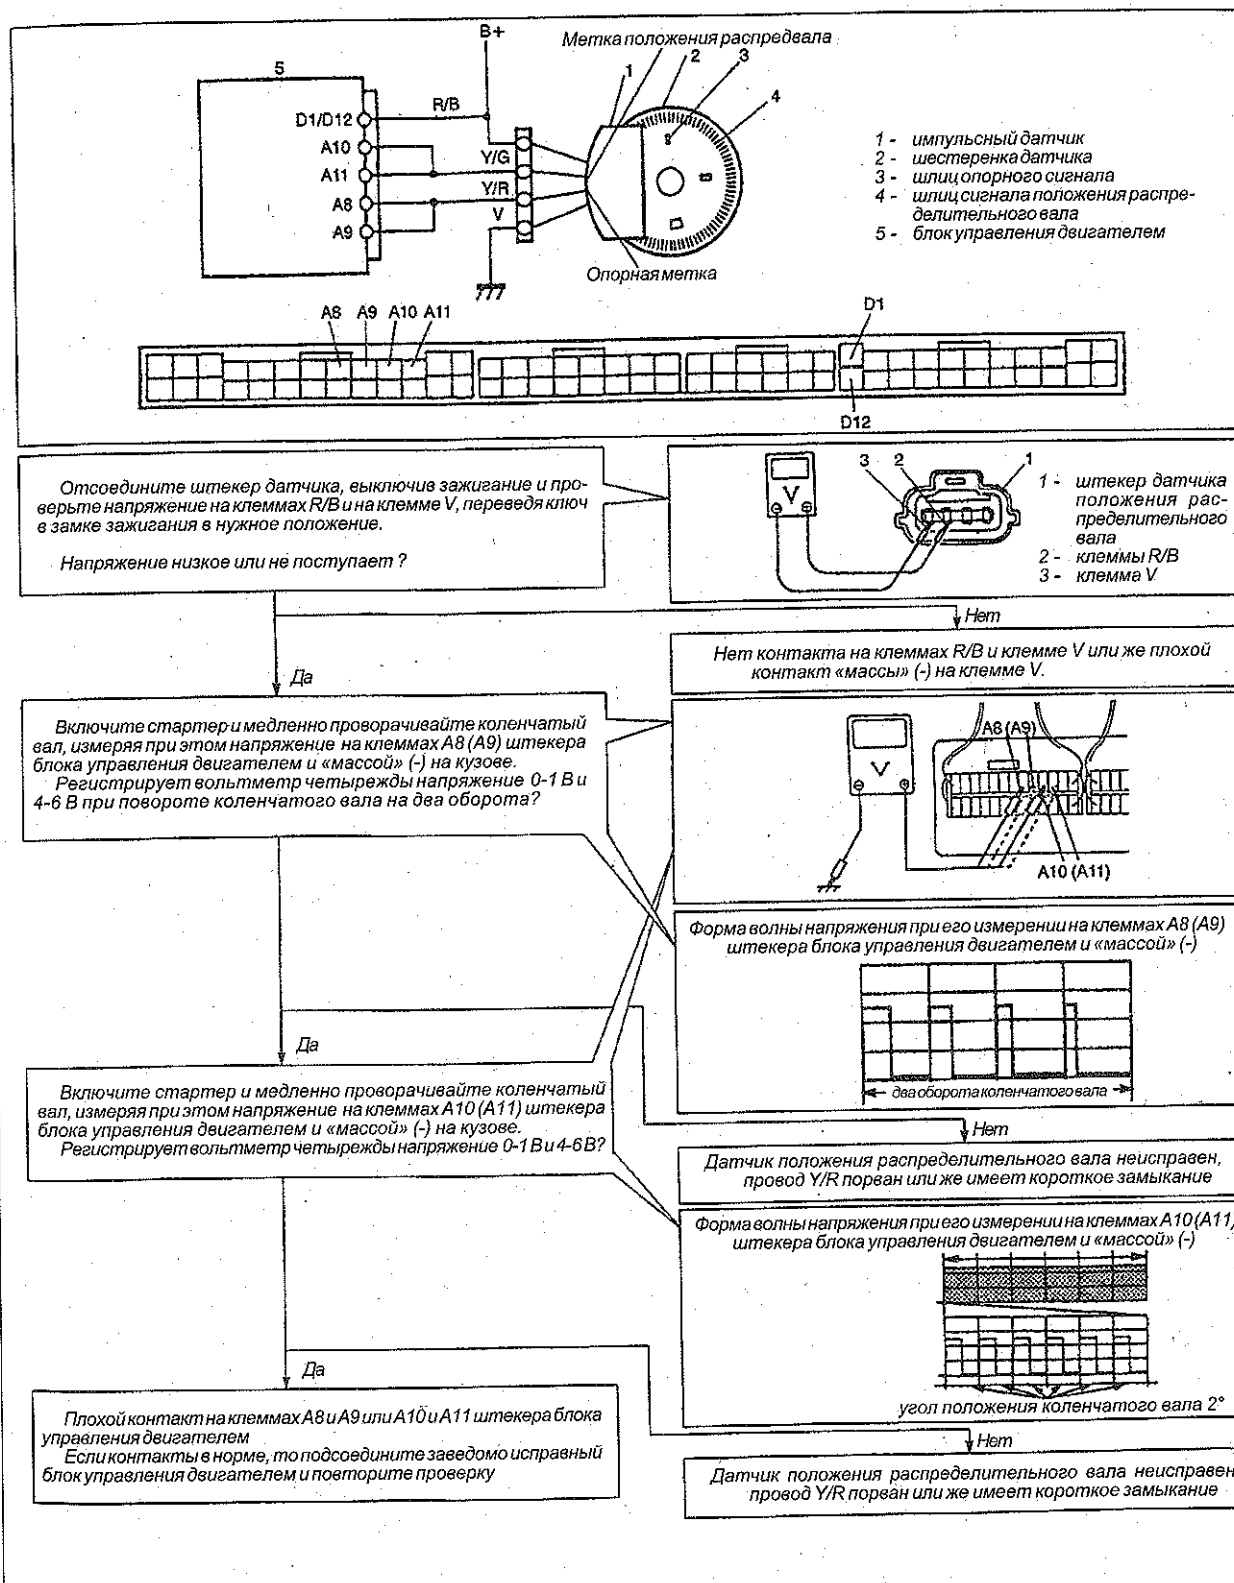 B+
Метка положения распредвала
5
1
2
3
4
R/B
D1/D12
A10
A11
A8
A9
Y/G
Y/R
V
Опорная метка
1 - импульсный датчик
2 - шестеренка датчика
3 - шлиц опорного сигнала
4 - шлиц сигнала положения распре-
делительного вала
5 - блок управления двигателем
A8 A9 A10 A11
D1
D12
Отсоедините штекер датчика, выключив зажигание и про-
верьте напряжение на клеммах R/B и на клемме V, переведя ключ
в замке зажигания в нужное положение.
Напряжение низкое или не поступает ?
V
3 2 1
1 - штекер датчика
положения рас-
пределительного
вала
2 - клеммы R/B
3 - клемма V
Нет
Нет контакта на клеммах R/B и клемме V или же плохой
контакт «массы» (-) на клемме V.
Да
Включите стартер и медленно проворачивайте коленчатый
вал, измеряя при этом напряжение на клеммах A8 (A9) штекера
блока управления двигателем и «массой» (-) на кузове.
Регистрирует вольтметр четырежды напряжение 0-1 В и
4-6 В при повороте коленчатого вала на два оборота?
V
A8 (A9)
A10 (A11)
Форма волны напряжения при его измерении на клеммах A8 (A9)
штекера блока управления двигателем и «массой» (-)
два оборота коленчатого вала
Да
Включите стартер и медленно проворачивайте коленчатый
вал, измеряя при этом напряжение на клеммах A10 (A11) штекера
блока управления двигателем и «массой» (-) на кузове.
Регистрирует вольтметр четырежды напряжение 0-1 В и 4-6 В?
Нет
Датчик положения распределительного вала неисправен,
провод Y/R порван или же имеет короткое замыкание
Форма волны напряжения при его измерении на клеммах A10 (A11)
штекера блока управления двигателем и «массой» (-)
угол положения коленчатого вала 2°
Да
Плохой контакт на клеммах A8 и A9 или A10 и A11 штекера блока
управления двигателем
Если контакты в норме, то подсоедините заведомо исправный
блок управления двигателем и повторите проверку
Нет
Датчик положения распределительного вала неисправен
провод Y/R порван или же имеет короткое замыкание